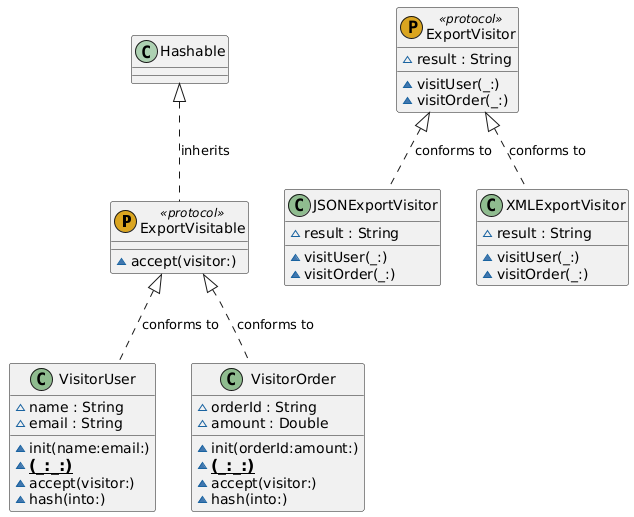 C Hashable
inherits
P «protocol»
ExportVisitable
accept(visitor:)
conforms to
conforms to
C VisitorUser
name : String
email : String
init(name:email:)
(_:_:)
accept(visitor:)
hash(into:)
C VisitorOrder
orderId : String
amount : Double
init(orderId:amount:)
(_:_:)
accept(visitor:)
hash(into:)
P «protocol»
ExportVisitor
result : String
visitUser(_:)
visitOrder(_:)
conforms to
conforms to
C JSONExportVisitor
result : String
visitUser(_:)
visitOrder(_:)
C XMLExportVisitor
result : String
visitUser(_:)
visitOrder(_:)